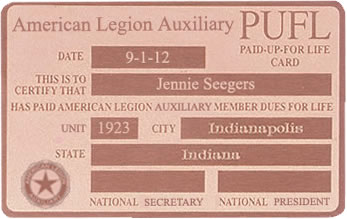 American Legion Auxiliary PUFL
PAID-UP-FOR LIFE
CARD
DATE 9-1-12
THIS IS TO
CERTIFY THAT Jennie Seegers
HAS PAID AMERICAN LEGION AUXILIARY MEMBER DUES FOR LIFE
UNIT 1923 CITY Indianapolis
STATE Indiana
NATIONAL SECRETARY NATIONAL PRESIDENT